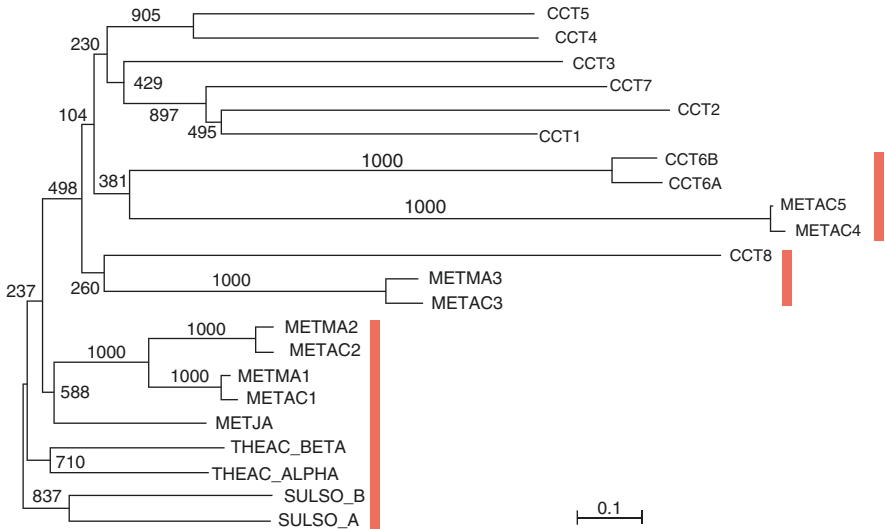 CCT5
905
CCT4
230
CCT3
429
CCT7
897
CCT2
104
495
CCT1
1000
CCT6B
381
CCT6A
498
1000
METAC5
METAC4
CCT8
1000
METMA3
260
METAC3
237
1000
METMA2
1000
METAC2
1000
METMA1
588
METAC1
METJA
THEAC_BETA
710
THEAC_ALPHA
837
SULSO_B
0.1
SULSO_A